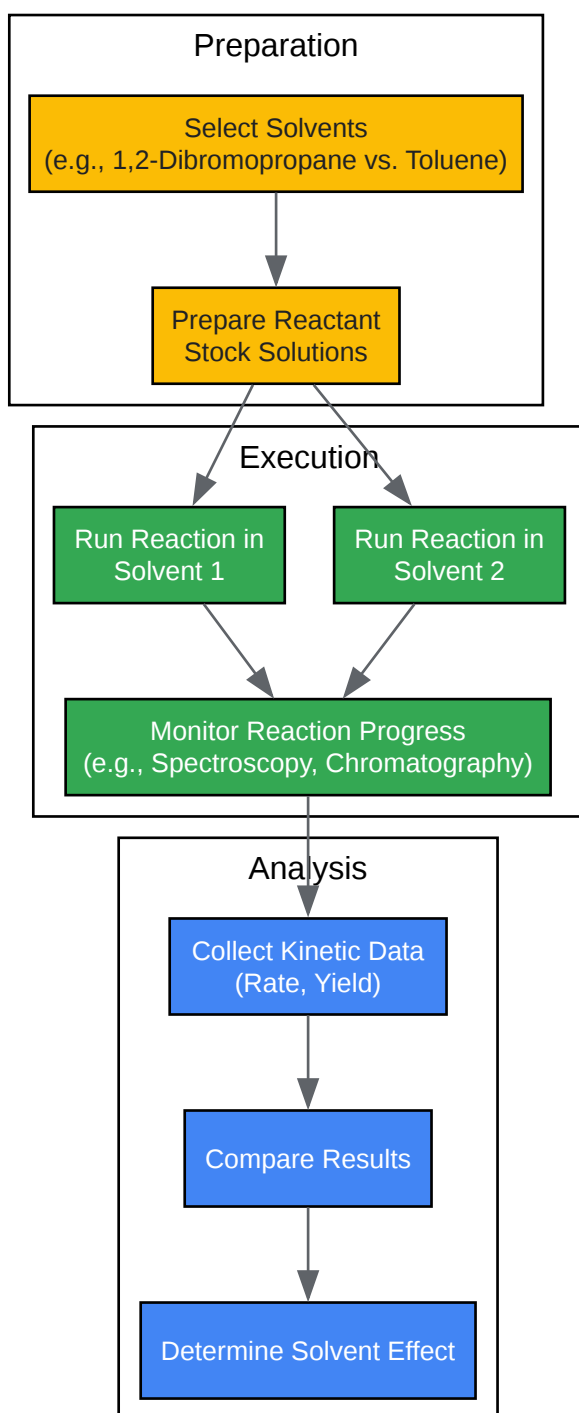 Preparation
Select Solvents
(e.g., 1,2-Dibromopropane vs. Toluene)
Prepare Reactant
Stock Solutions
Execution
Run Reaction in
Solvent 1
Run Reaction in
Solvent 2
Monitor Reaction Progress
(e.g., Spectroscopy, Chromatography)
Analysis
Collect Kinetic Data
(Rate, Yield)
Compare Results
Determine Solvent Effect